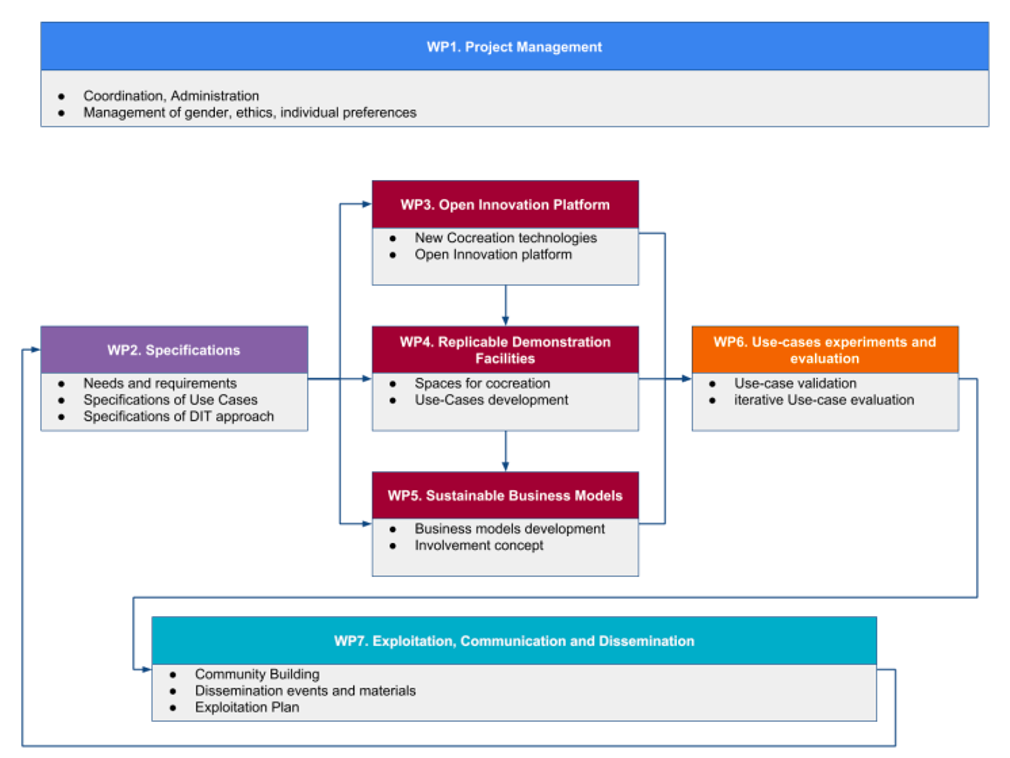 WP1. Project Management
● Coordination, Administration
● Management of gender, ethics, individual preferences
WP3. Open Innovation Platform
● New Cocreation technologies
● Open Innovation platform
WP2. Specifications
● Needs and requirements
● Specifications of Use Cases
● Specifications of DIT approach
WP4. Replicable Demonstration
Facilities
● Spaces for cocreation
● Use-Cases development
WP6. Use-cases experiments and
evaluation
● Use-case validation
● iterative Use-case evaluation
WP5. Sustainable Business Models
● Business models development
● Involvement concept
WP7. Exploitation, Communication and Dissemination
● Community Building
● Dissemination events and materials
● Exploitation Plan